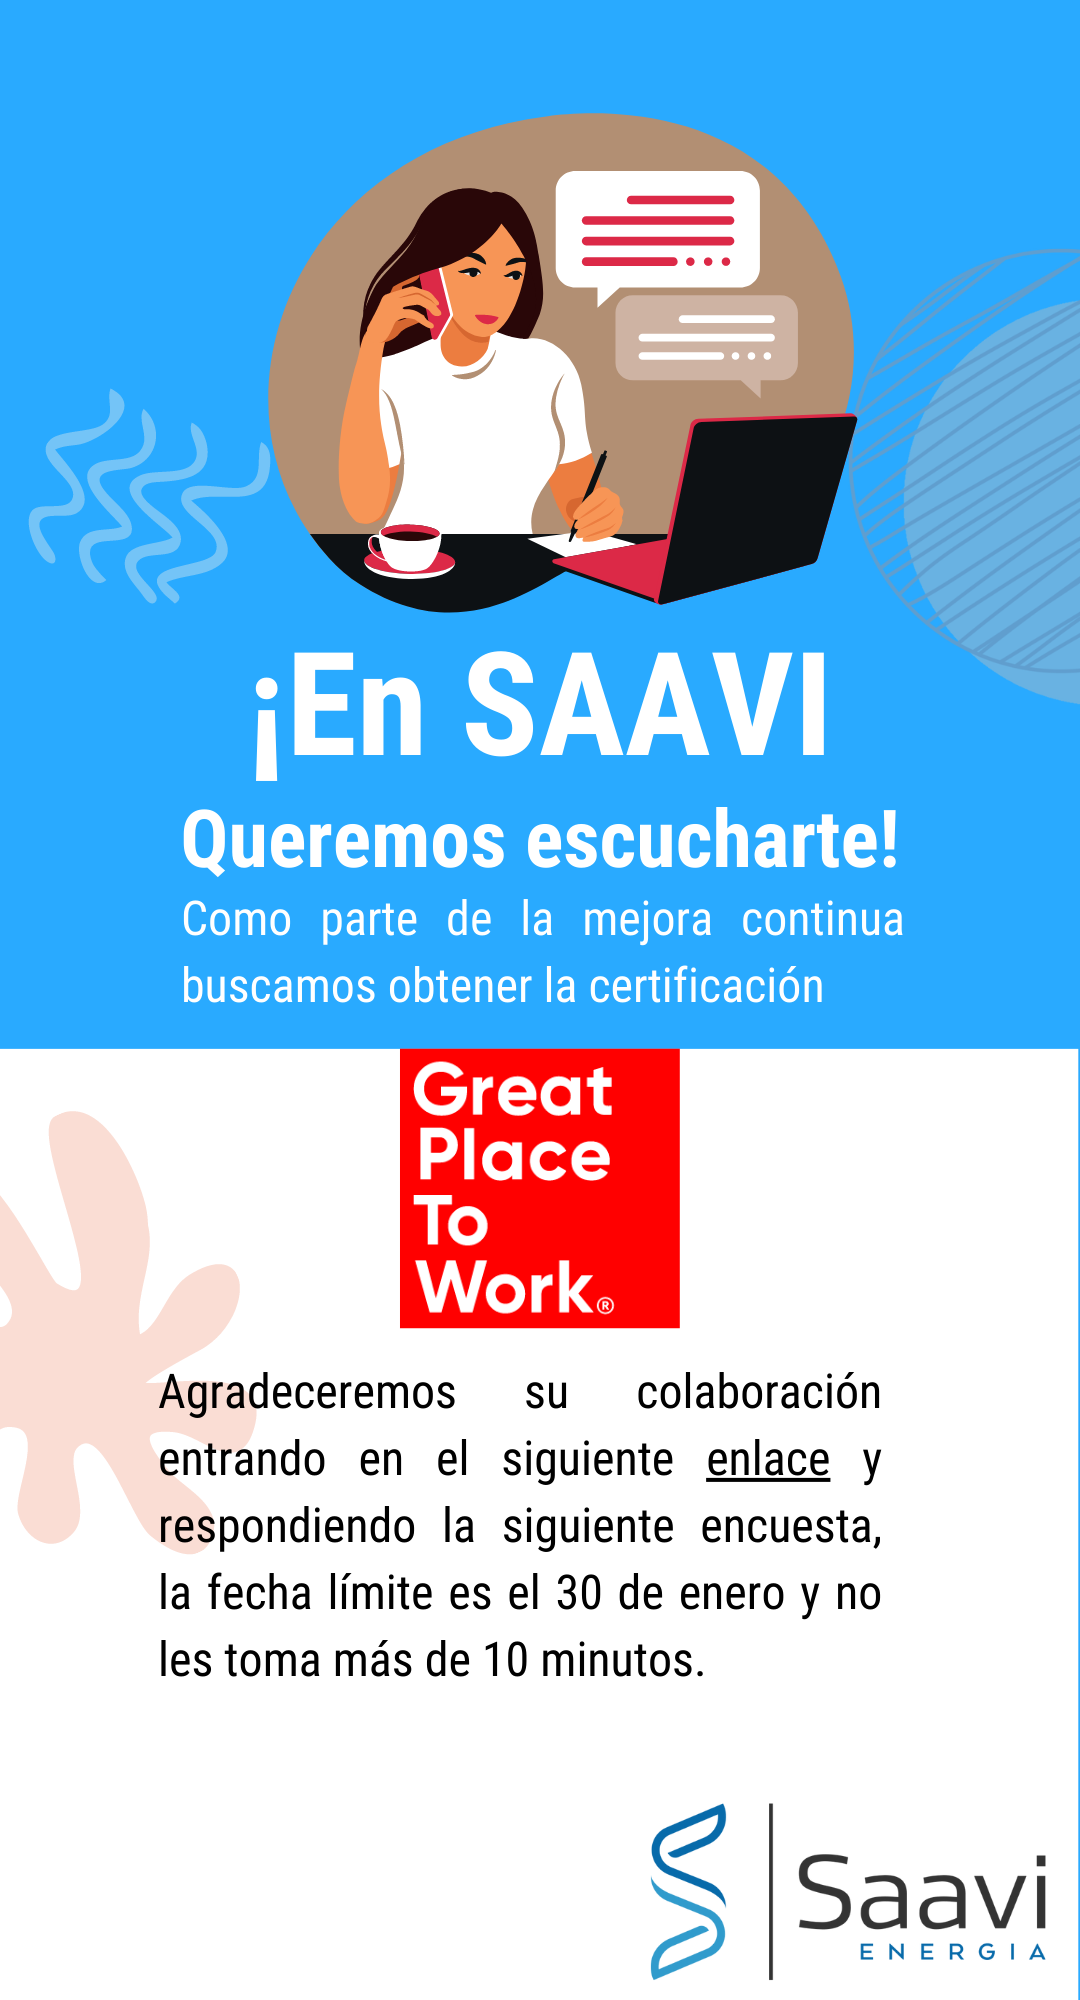 ¡En SAAVI
Queremos escucharte!
Como parte de la mejora continua
buscamos obtener la certificación
Great
Place
To
Work®
Agradeceremos su colaboración
entrando en el siguiente enlace y
respondiendo la siguiente encuesta,
la fecha límite es el 30 de enero y no
les toma más de 10 minutos.
Saavi
ENERGIA